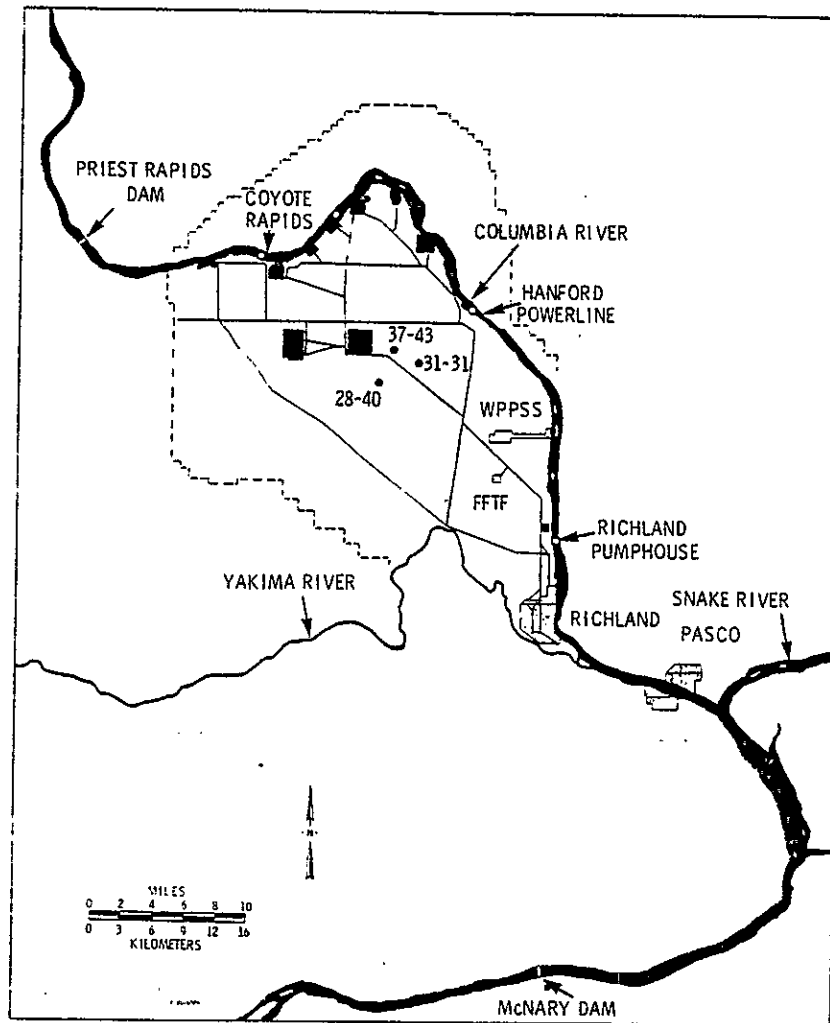 PRIEST RAPIDS
DAM
COYOTE
RAPIDS
COLUMBIA RIVER
HANFORD
POWERLINE
37-43
31-31
28-40
WPPSS
FFTF
RICHLAND
PUMPHOUSE
YAKIMA RIVER
SNAKE RIVER
RICHLAND
PASCO
N
MILES
0 2 4 6 8 10
0 3 6 9 12 16
KILOMETERS
McNARY DAM